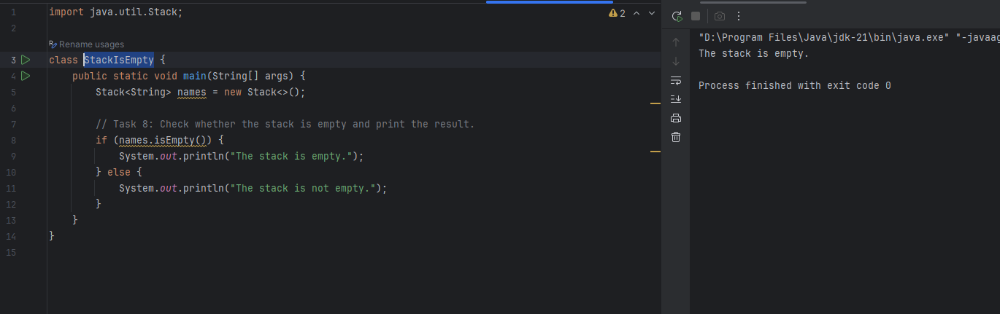 1 import java.util.Stack;
2
Rename usages
3 class StackIsEmpty {
4 public static void main(String[] args) {
5 Stack<String> names = new Stack<>();
6
7 // Task 8: Check whether the stack is empty and print the result.
8 if (names.isEmpty()) {
9 System.out.println("The stack is empty.");
10 } else {
11 System.out.println("The stack is not empty.");
12 }
13 }
14 }
15
2
"D:\Program Files\Java\jdk-21\bin\java.exe" "-javaag
The stack is empty.
Process finished with exit code 0